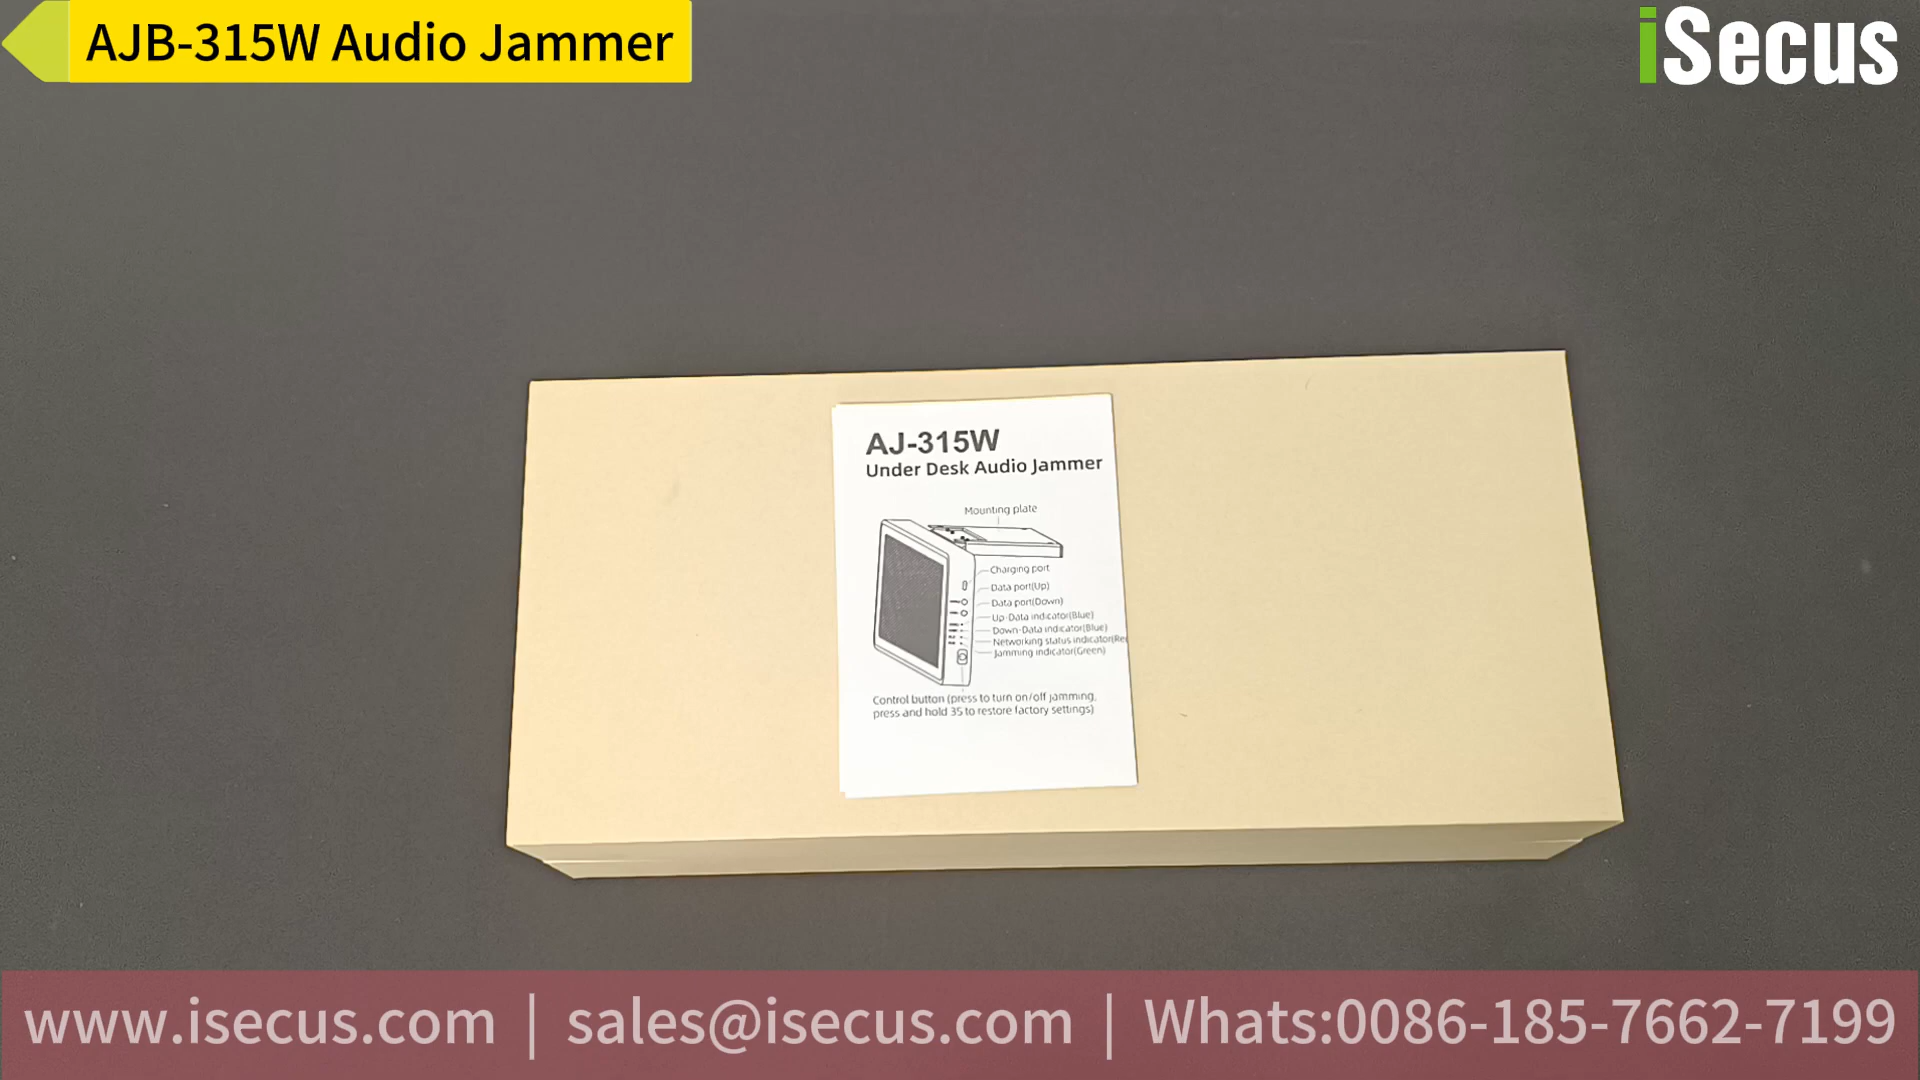 AJB-315W Audio Jammer
iSecus
AJ-315W
Under Desk Audio Jammer
Mounting plate
Charging port
Data port(Up)
Data port(Down)
Up-Data indicator(Blue)
Down-Data indicator(Blue)
Networking status indicator(Re
Jamming indicator(Green)
Control button (press to turn on/off jamming,
press and hold 3S to restore factory settings)
www.isecus.com | sales@isecus.com | Whats:0086-185-7662-7199